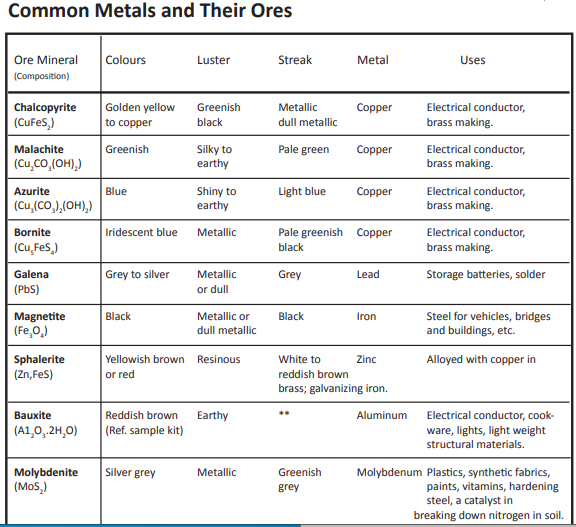 Common Metals and Their Ores
Ore Mineral Colours Luster Streak Metal Uses
(Composition)
Chalcopyrite Golden yellow Greenish Metallic Copper Electrical conductor,
(CuFeS₂) to copper black dull metallic brass making.
Malachite Greenish Silky to Pale green Copper Electrical conductor,
(Cu₂CO₃(OH)₂) earthy brass making.
Azurite Blue Shiny to Light blue Copper Electrical conductor,
(Cu₃(CO₃)₂(OH)₂) earthy brass making.
Bornite Iridescent blue Metallic Pale greenish Copper Electrical conductor,
(Cu₅FeS₄) black brass making.
Galena Grey to silver Metallic Grey Lead Storage batteries, solder
(PbS) or dull
Magnetite Black Metallic or Black Iron Steel for vehicles, bridges
(Fe₃O₄) dull metallic and buildings, etc.
Sphalerite Yellowish brown Resinous White to Zinc Alloyed with copper in
(Zn,FeS) or red reddish brown
brass; galvanizing iron.
Bauxite Reddish brown Earthy ** Aluminum Electrical conductor, cook-
(A1₂O₃.2H₂O) (Ref. sample kit) ware, lights, light weight
structural materials.
Molybdenite Silver grey Metallic Greenish Molybdenum Plastics, synthetic fabrics,
(MoS₂) grey paints, vitamins, hardening
steel, a catalyst in
breaking down nitrogen in soil.